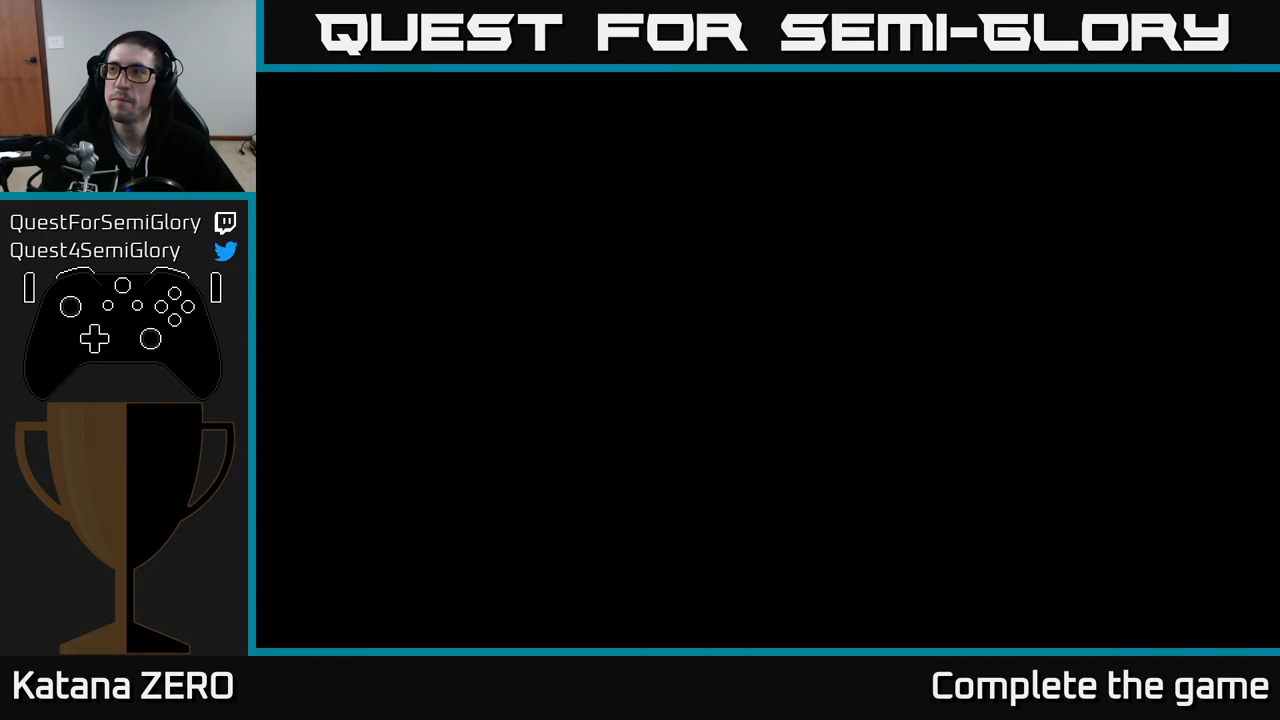 QUEST FOR SEMI-GLORY
QuestForSemiGlory
Quest4SemiGlory
Katana ZERO
Complete the game